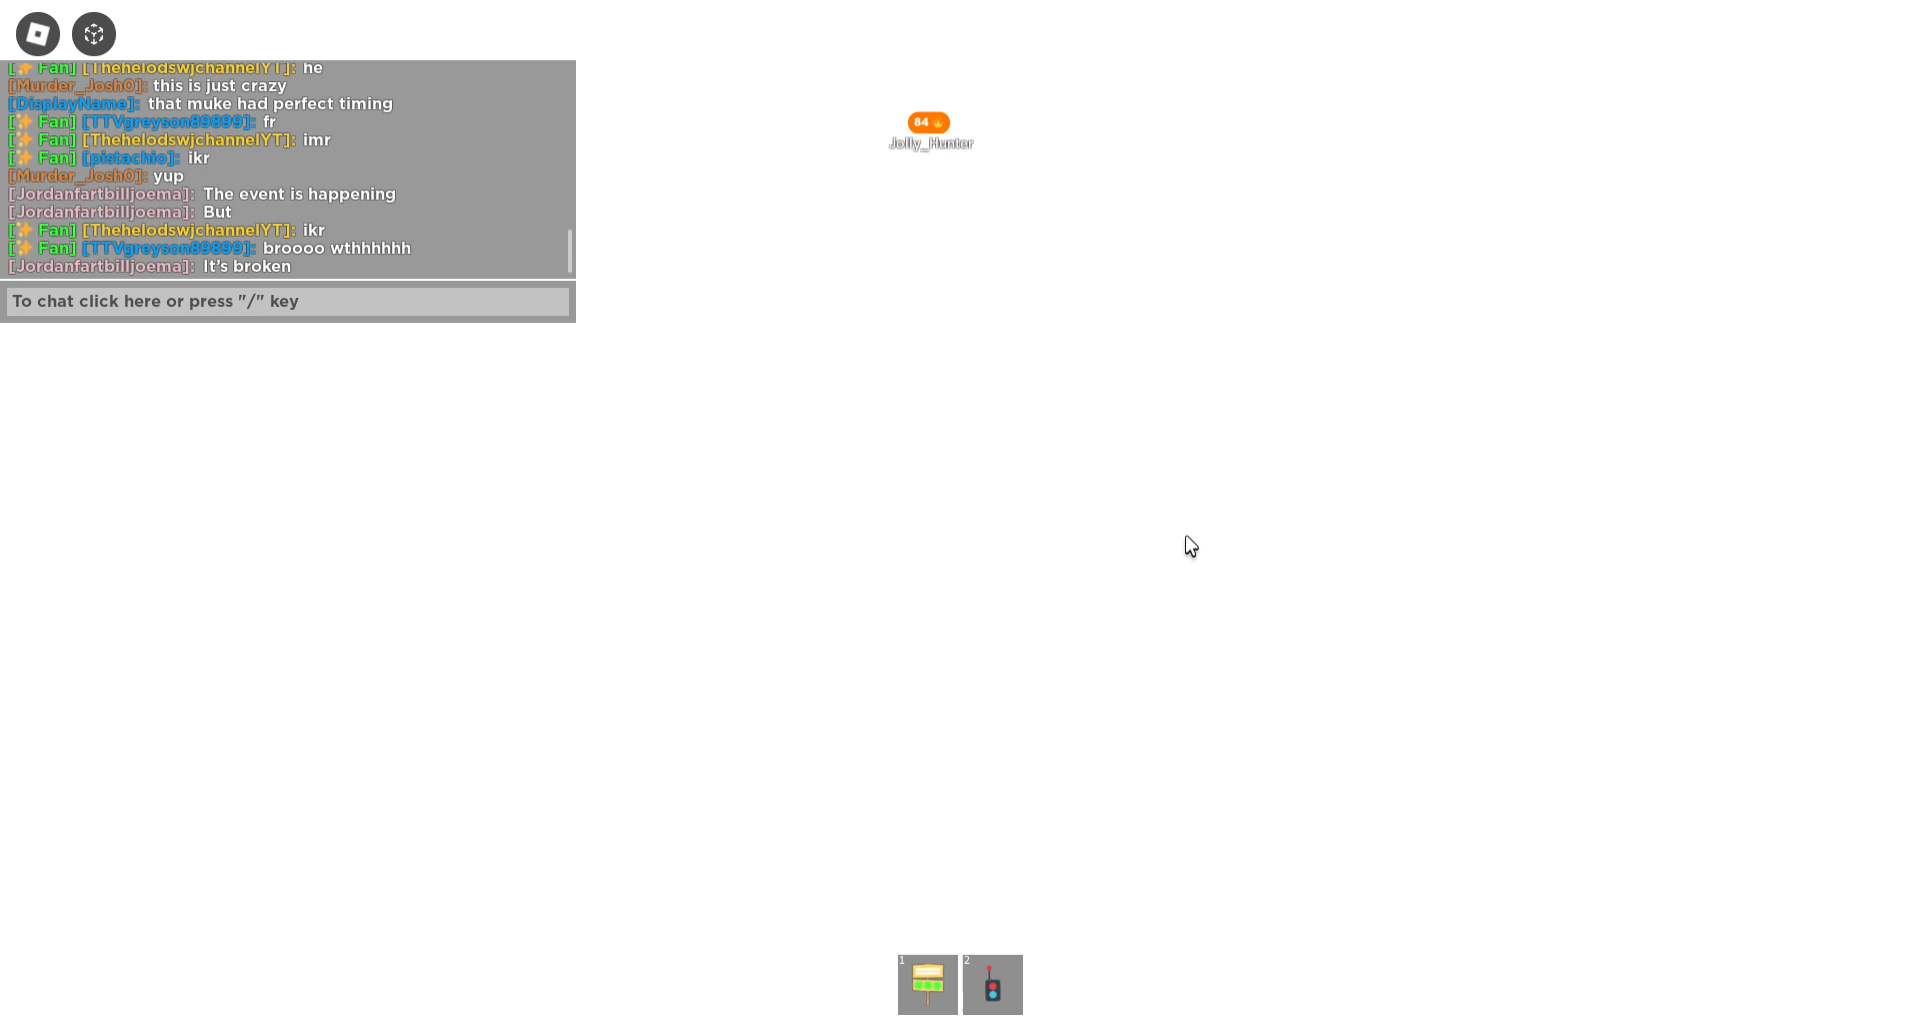 [✨ Fan] [ThehelodswjchannelYT]: he
[Murder_Josh0]: this is just crazy
[DisplayName]: that muke had perfect timing
[✨ Fan] [TTVgreyson89899]: fr
[✨ Fan] [ThehelodswjchannelYT]: imr
[✨ Fan] [pistachio]: ikr
[Murder_Josh0]: yup
[Jordanfartbilljoema]: The event is happening
[Jordanfartbilljoema]: But
[✨ Fan] [ThehelodswjchannelYT]: ikr
[✨ Fan] [TTVgreyson89899]: broooo wthhhhhh
[Jordanfartbilljoema]: It's broken
To chat click here or press "/" key
84 🔥
Jolly_Hunter
1
2